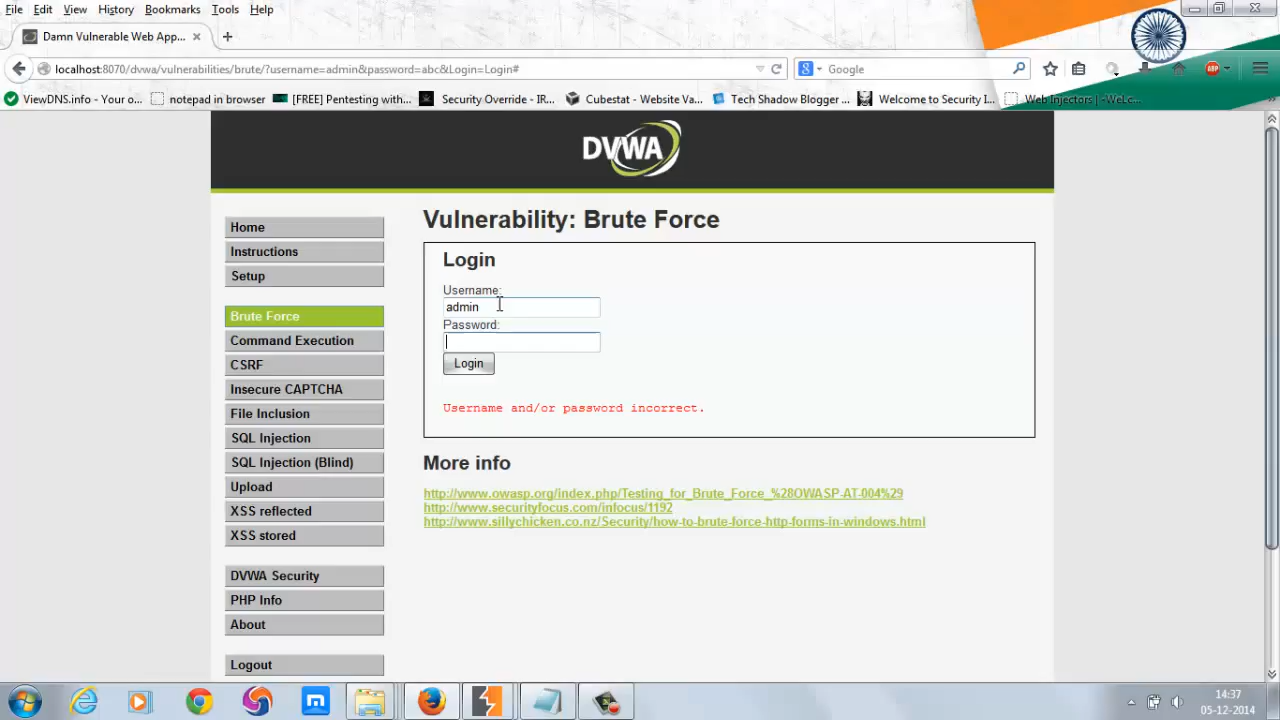 File Edit View History Bookmarks Tools Help
Damn Vulnerable Web App...
localhost:8070/dvwa/vulnerabilities/brute/?username=admin&password=abc&Login=Login#
Google
ViewDNS.info - Your o... notepad in browser [FREE] Pentesting with... Security Override - IR... Cubestat - Website Va... Tech Shadow Blogger ... Welcome to Security I... Web Injectors | -WeLc...
DVWA
Home
Instructions
Setup
Brute Force
Command Execution
CSRF
Insecure CAPTCHA
File Inclusion
SQL Injection
SQL Injection (Blind)
Upload
XSS reflected
XSS stored
DVWA Security
PHP Info
About
Logout
Vulnerability: Brute Force
Login
Username:
admin
Password:
Login
Username and/or password incorrect.
More info
http://www.owasp.org/index.php/Testing_for_Brute_Force_%28OWASP-AT-004%29
http://www.securityfocus.com/infocus/1192
http://www.sillychicken.co.nz/Security/how-to-brute-force-http-forms-in-windows.html
14:37
05-12-2014